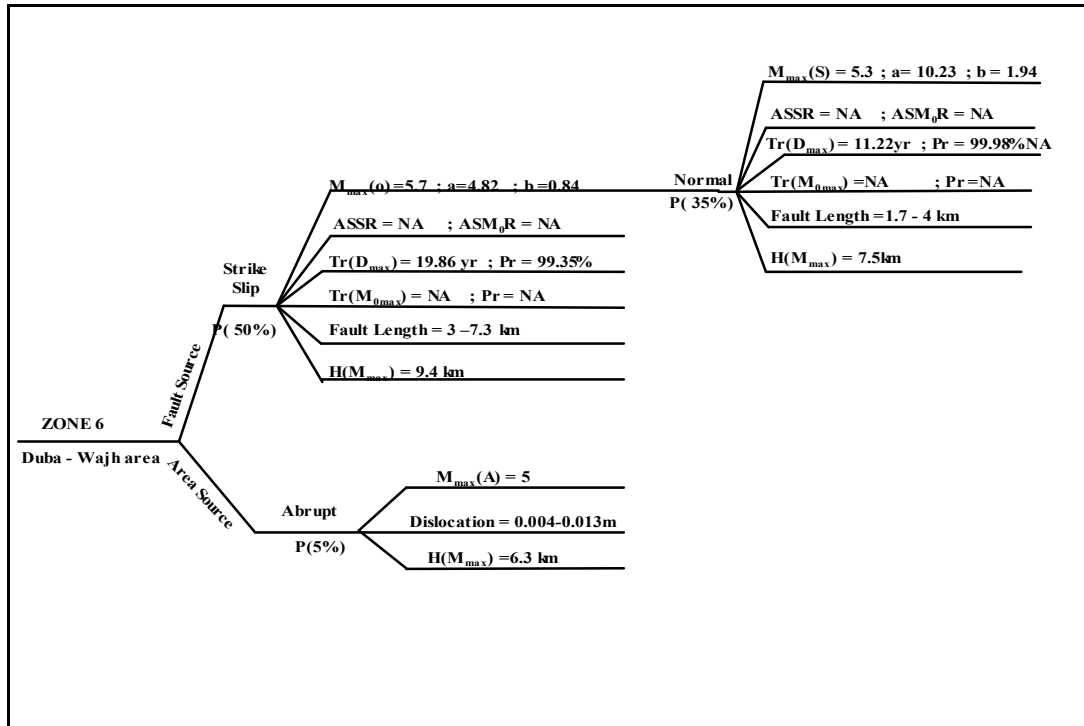 ZONE 6
Duba - Wajh area
Fault Source
Area Source
Strike
Slip
P( 50%)
Mmax(o) =5.7 ; a=4.82 ; b =0.84
ASSR = NA ; ASM0R = NA
Tr(Dmax) = 19.86 yr ; Pr = 99.35%
Tr(M0max) = NA ; Pr = NA
Fault Length = 3 –7.3 km
H(Mmax) = 9.4 km
Normal
P( 35%)
Mmax(S) = 5.3 ; a= 10.23 ; b = 1.94
ASSR = NA ; ASM0R = NA
Tr(Dmax) = 11.22yr ; Pr = 99.98%NA
Tr(M0max) =NA ; Pr =NA
Fault Length =1.7 - 4 km
H(Mmax) = 7.5km
Abrupt
P(5%)
Mmax(A) = 5
Dislocation = 0.004-0.013m
H(Mmax) =6.3 km